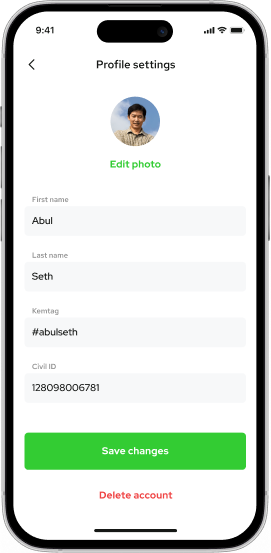 9:41
Profile settings
Edit photo
First name
Abul
Last name
Seth
Kemtag
#abulseth
Civil ID
128098006781
Save changes
Delete account